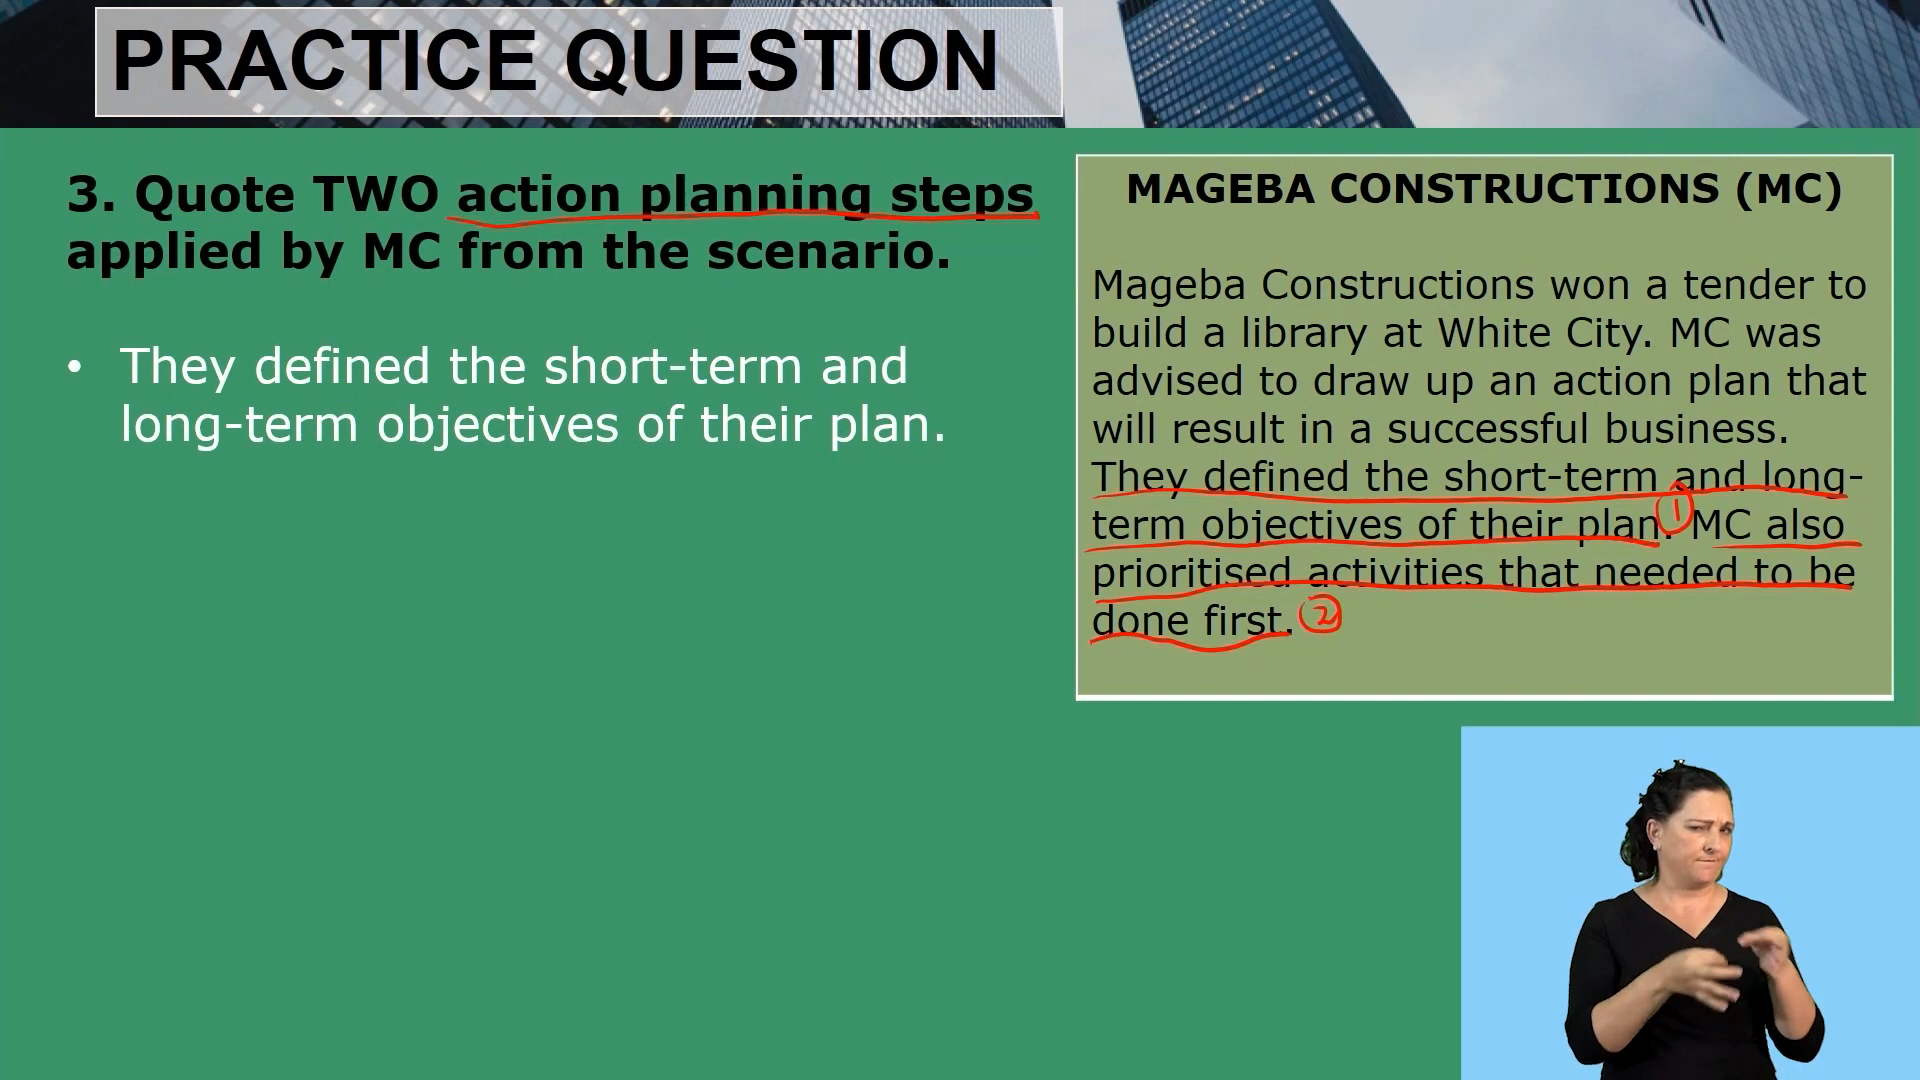 PRACTICE QUESTION
3. Quote TWO action planning steps
applied by MC from the scenario.
• They defined the short-term and
long-term objectives of their plan.
MAGEBA CONSTRUCTIONS (MC)
Mageba Constructions won a tender to
build a library at White City. MC was
advised to draw up an action plan that
will result in a successful business.
They defined the short-term and long-
term objectives of their plan. 1 MC also
prioritised activities that needed to be
done first. 2